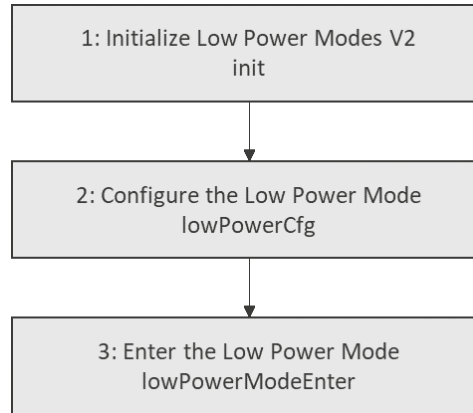 1: Initialize Low Power Modes V2
init
2: Configure the Low Power Mode
lowPowerCfg
3: Enter the Low Power Mode
lowPowerModeEnter